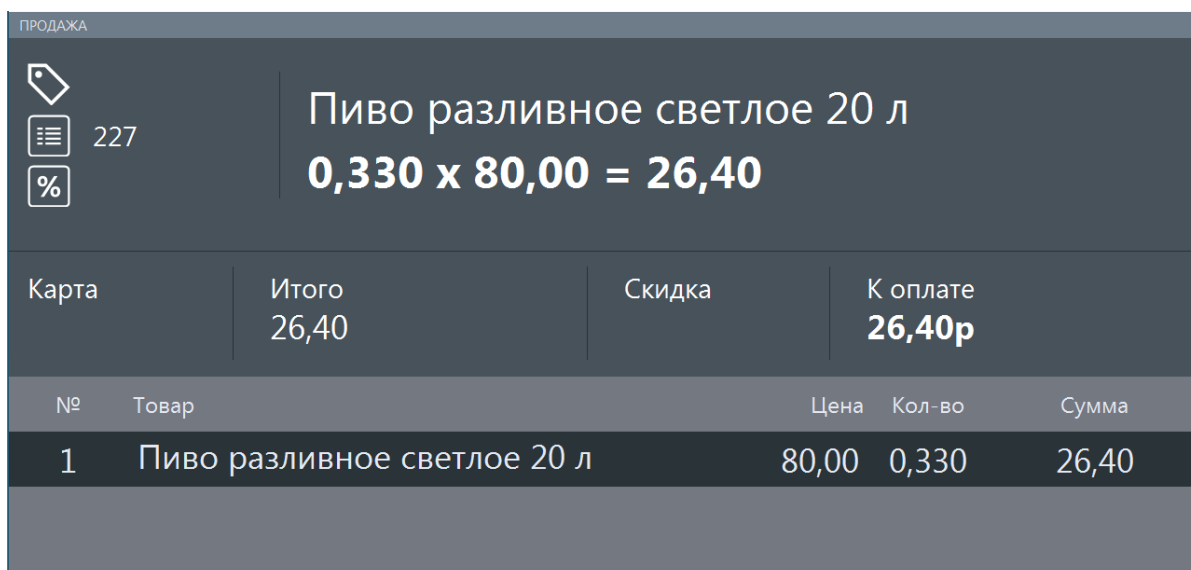 ПРОДАЖА
227
%
Пиво разливное светлое 20 л
0,330 x 80,00 = 26,40
Карта Итого Скидка К оплате
26,40 26,40р
№ Товар Цена Кол-во Сумма
1 Пиво разливное светлое 20 л 80,00 0,330 26,40